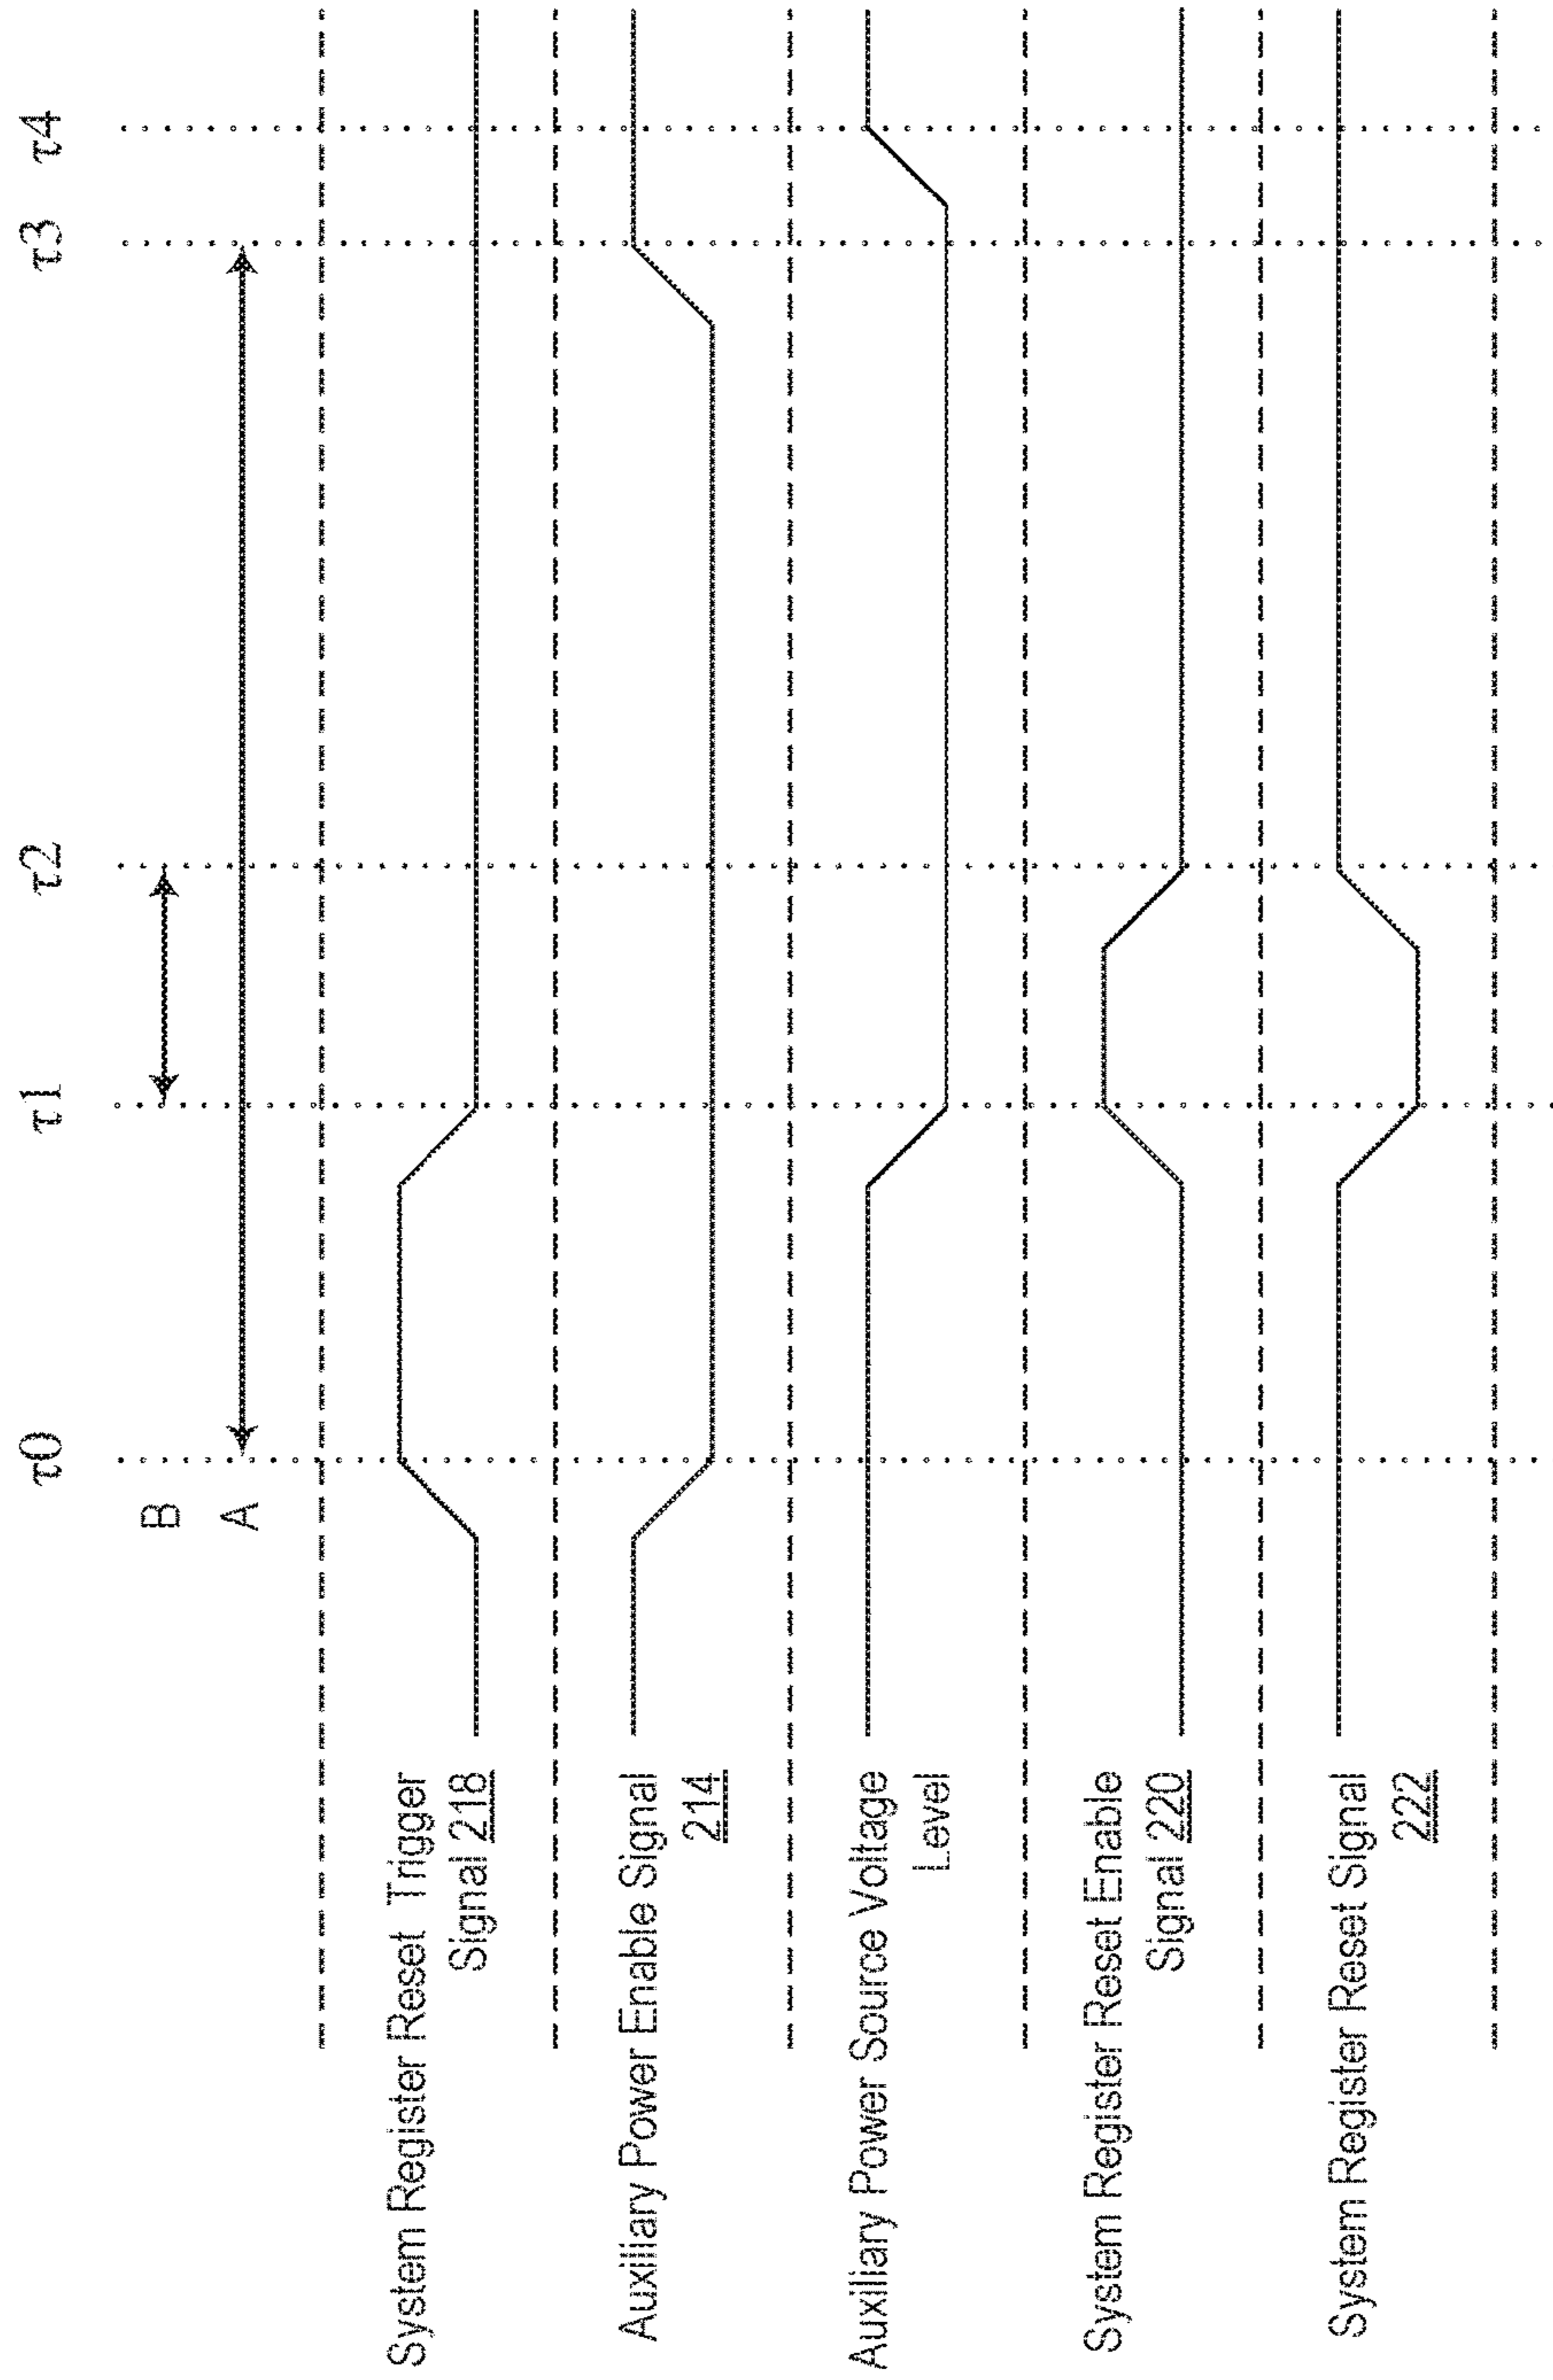 τ0 τ1 τ2 τ3 τ4
B
A
System Register Reset Trigger
Signal 218
Auxiliary Power Enable Signal
214
Auxiliary Power Source Voltage
Level
System Register Reset Enable
Signal 220
System Register Reset Signal
222